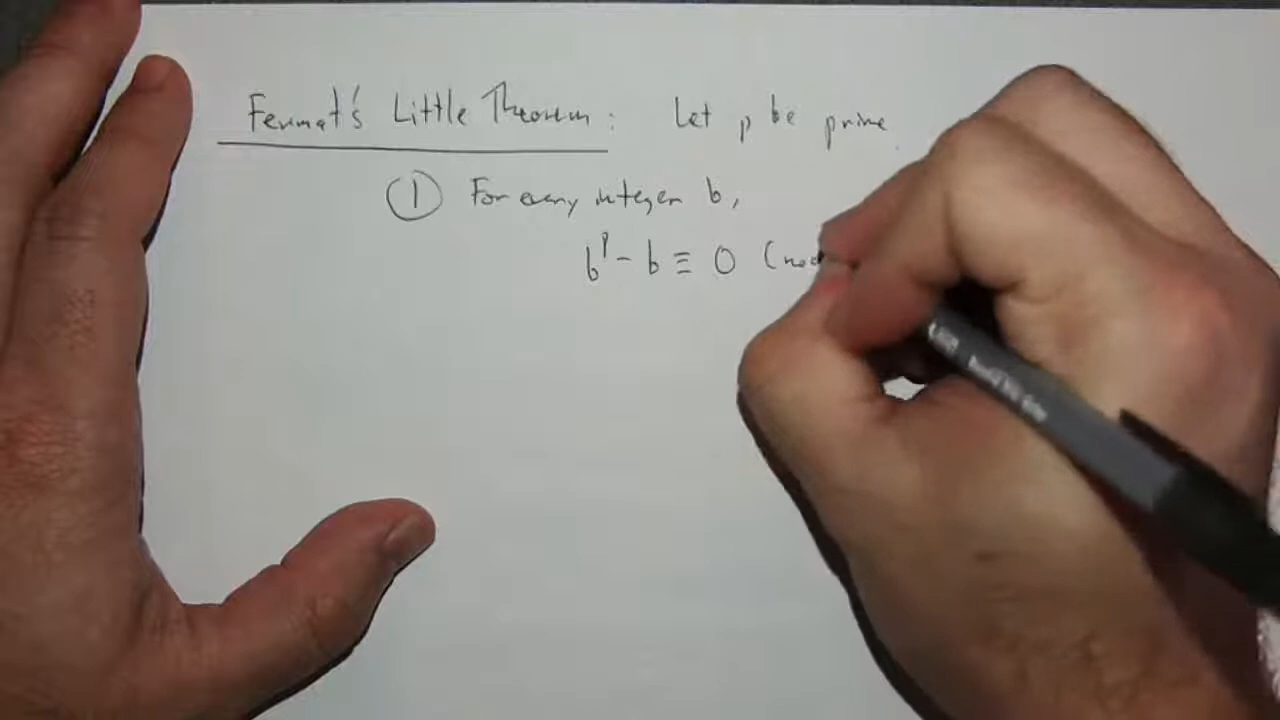 Fermat's Little Theorem: Let p be prime.
① For every integer b,
b^p - b ≡ 0 (mod